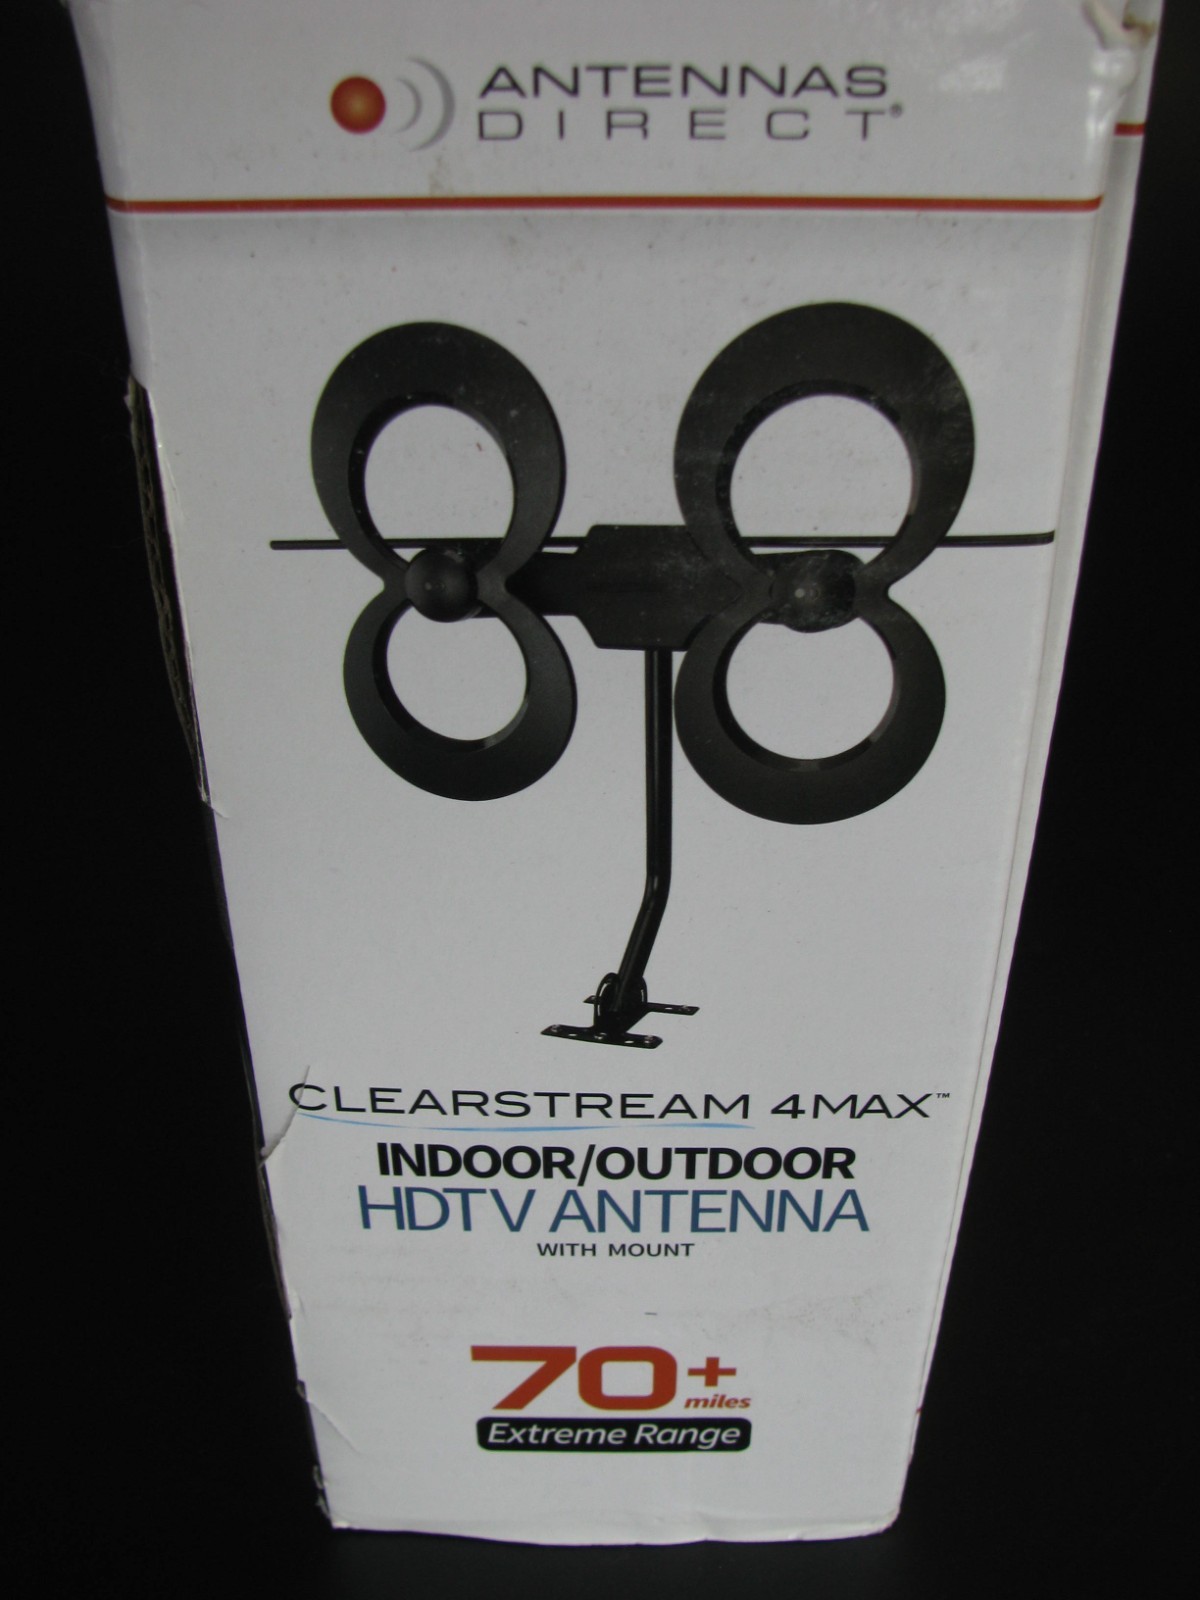 ANTENNAS
DIRECT®
CLEARSTREAM 4MAX™
INDOOR/OUTDOOR
HDTV ANTENNA
WITH MOUNT
70+
miles
Extreme Range